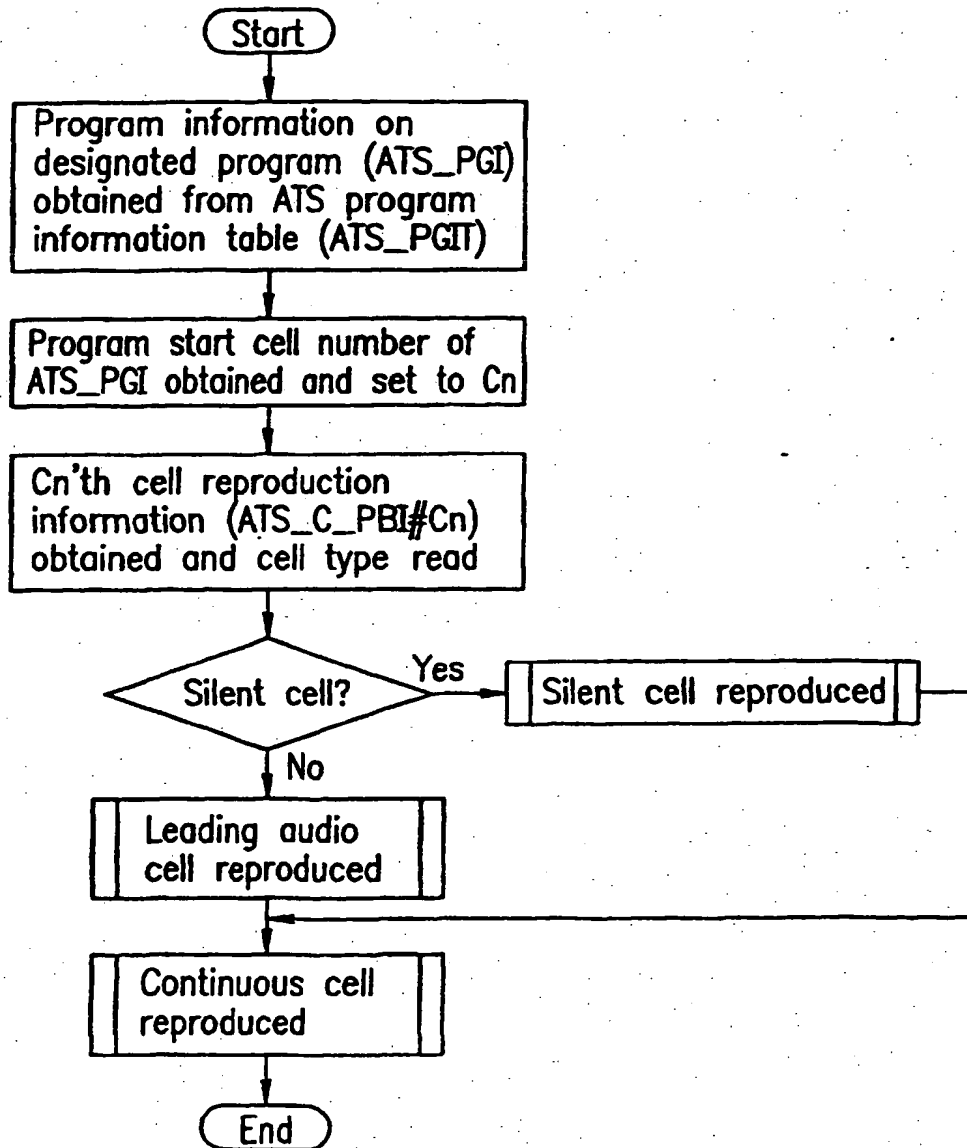 Start
Program information on
designated program (ATS_PGI)
obtained from ATS program
information table (ATS_PGIT)
Program start cell number of
ATS_PGI obtained and set to Cn
Cn'th cell reproduction
information (ATS_C_PBI#Cn)
obtained and cell type read
Silent cell?
Yes
Silent cell reproduced
No
Leading audio
cell reproduced
Continuous cell
reproduced
End